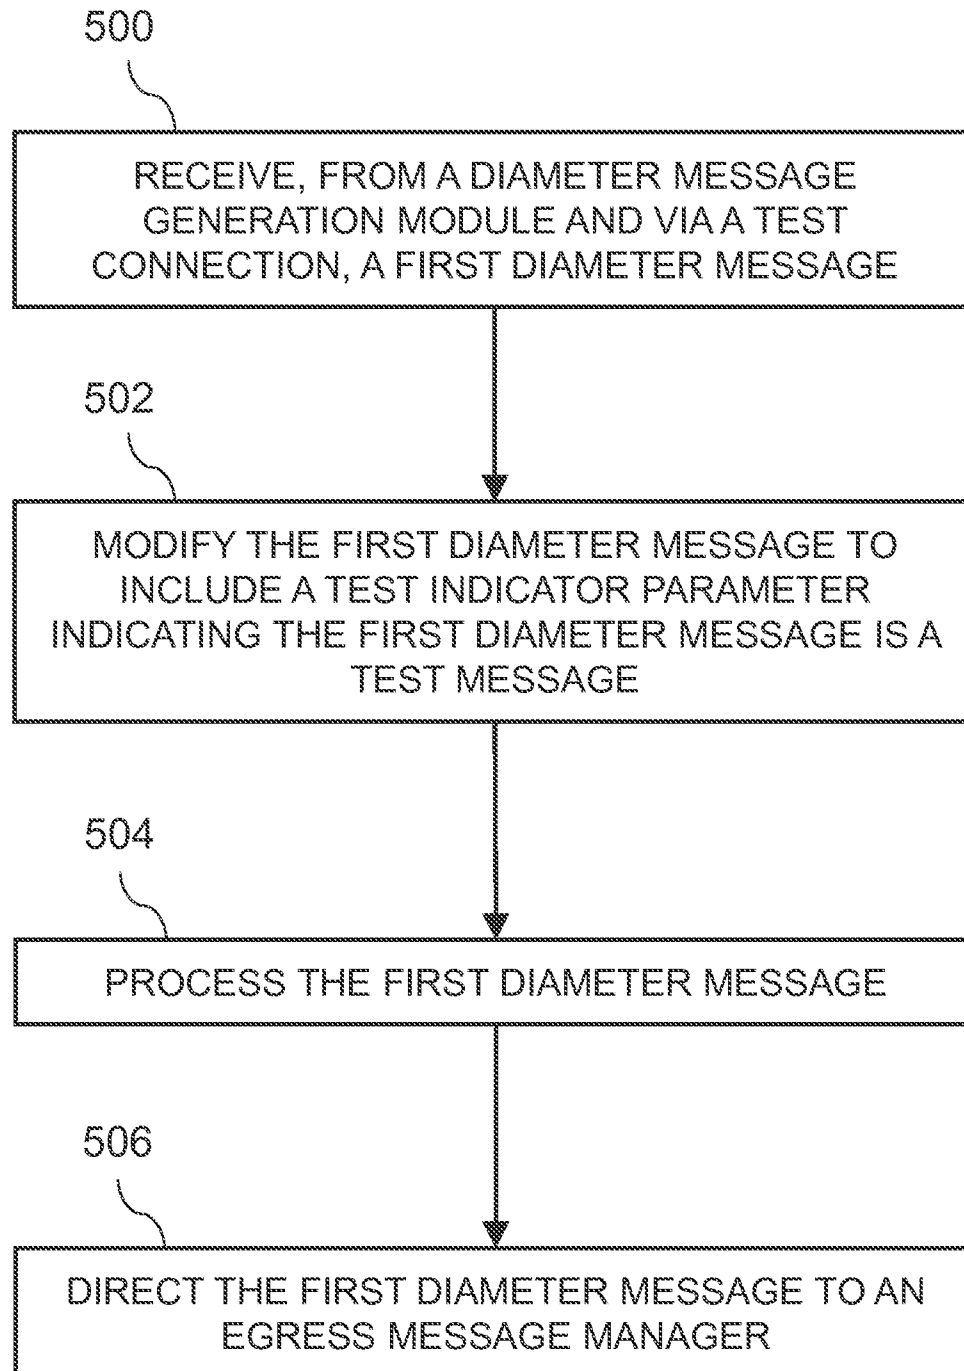 500
RECEIVE, FROM A DIAMETER MESSAGE
GENERATION MODULE AND VIA A TEST
CONNECTION, A FIRST DIAMETER MESSAGE
502
MODIFY THE FIRST DIAMETER MESSAGE TO
INCLUDE A TEST INDICATOR PARAMETER
INDICATING THE FIRST DIAMETER MESSAGE IS A
TEST MESSAGE
504
PROCESS THE FIRST DIAMETER MESSAGE
506
DIRECT THE FIRST DIAMETER MESSAGE TO AN
EGRESS MESSAGE MANAGER